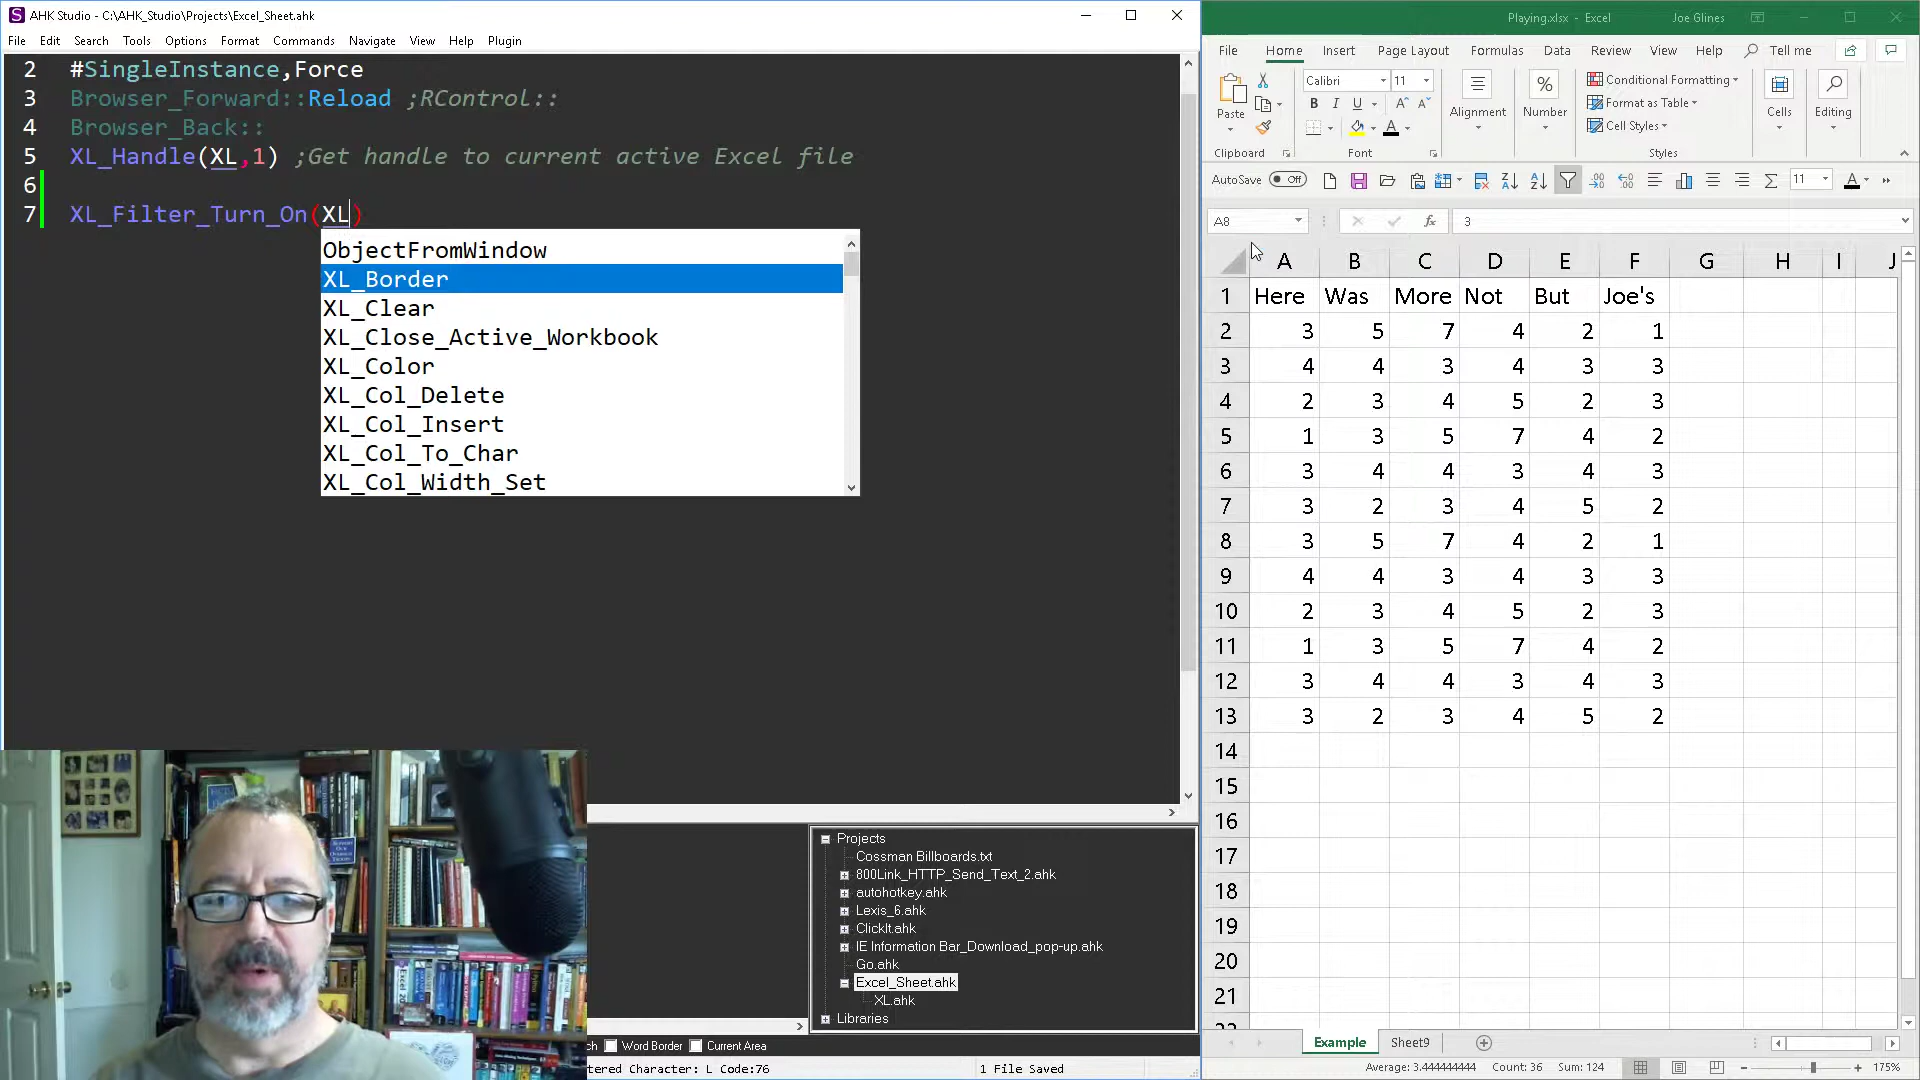 AHK Studio - C:\AHK_Studio\Projects\Excel_Sheet.ahk
File Edit Search Tools Options Format Commands Navigate View Help Plugin
2 #SingleInstance,Force
3 Browser_Forward::Reload ;RControl::
4 Browser_Back::
5 XL_Handle(XL,1) ;Get handle to current active Excel file
6
7 XL_Filter_Turn_On(XL)
ObjectFromWindow
XL_Border
XL_Clear
XL_Close_Active_Workbook
XL_Color
XL_Col_Delete
XL_Col_Insert
XL_Col_To_Char
XL_Col_Width_Set
Projects
Cossman Billboards.txt
800Link_HTTP_Send_Text_2.ahk
autohotkey.ahk
Lexis_6.ahk
ClickIt.ahk
IE Information Bar_Download_pop-up.ahk
Go.ahk
Excel_Sheet.ahk
XL.ahk
Libraries
Word Border Current Area
tered Character: L Code:76 1 File Saved
Playing.xlsx - Excel Joe Glines
File Home Insert Page Layout Formulas Data Review View Help Tell me
Paste Calibri 11 Alignment Number Conditional Formatting Cells Editing
B I U Format as Table
Cell Styles
Clipboard Font Styles
AutoSave Off 11
A8 3
A B C D E F G H I J
1 Here Was More Not But Joe's
2 3 5 7 4 2 1
3 4 4 3 4 3 3
4 2 3 4 5 2 3
5 1 3 5 7 4 2
6 3 4 4 3 4 3
7 3 2 3 4 5 2
8 3 5 7 4 2 1
9 4 4 3 4 3 3
10 2 3 4 5 2 3
11 1 3 5 7 4 2
12 3 4 4 3 4 3
13 3 2 3 4 5 2
14
15
16
17
18
19
20
21
Example Sheet9
Average: 3.444444444 Count: 36 Sum: 124 175%